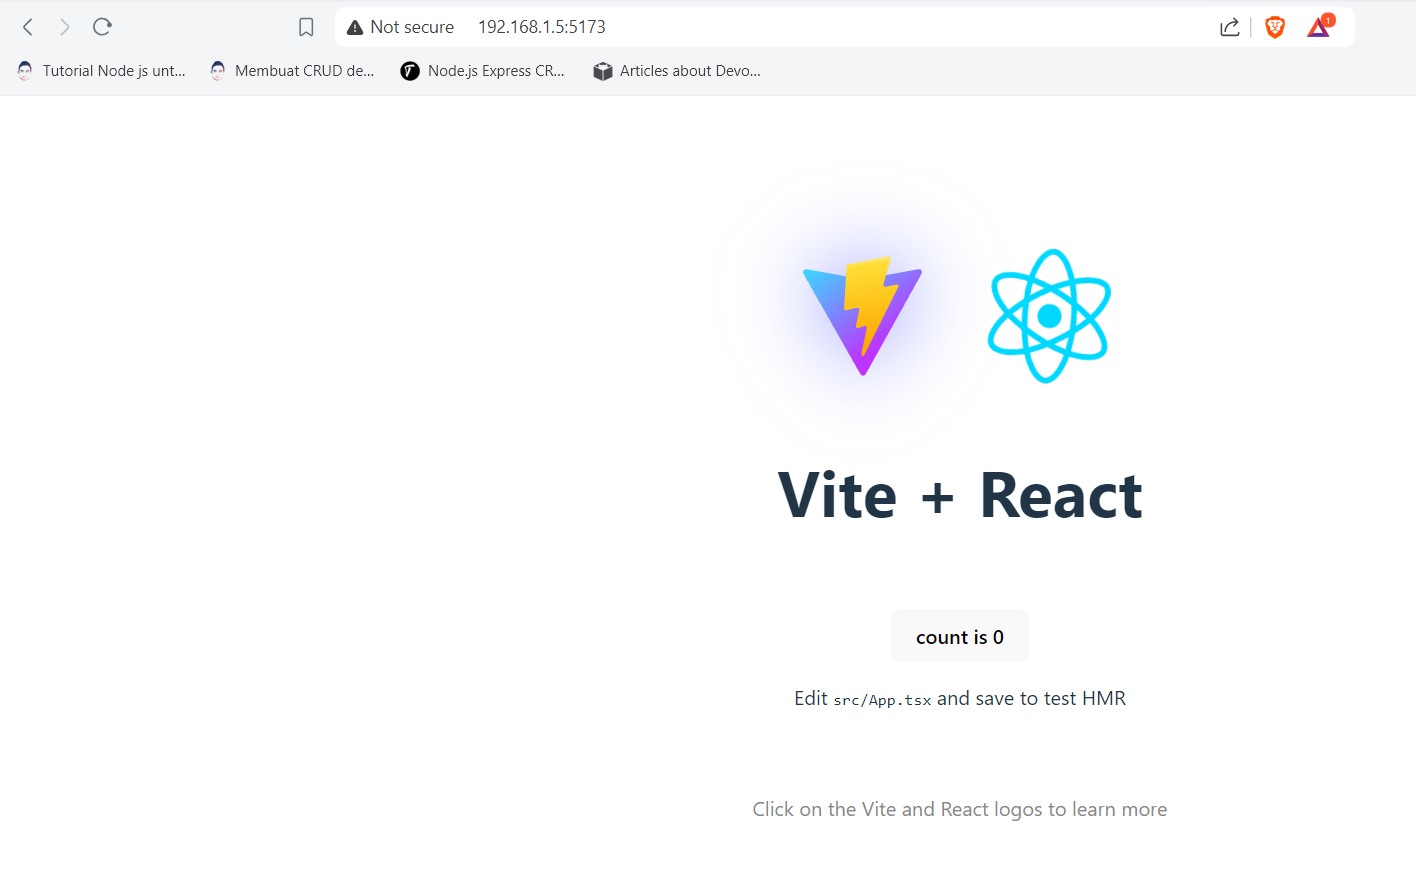 Not secure 192.168.1.5:5173 1
Tutorial Node js unt... Membuat CRUD de... Node.js Express CR... Articles about Devo...
Vite + React
count is 0
Edit src/App.tsx and save to test HMR
Click on the Vite and React logos to learn more